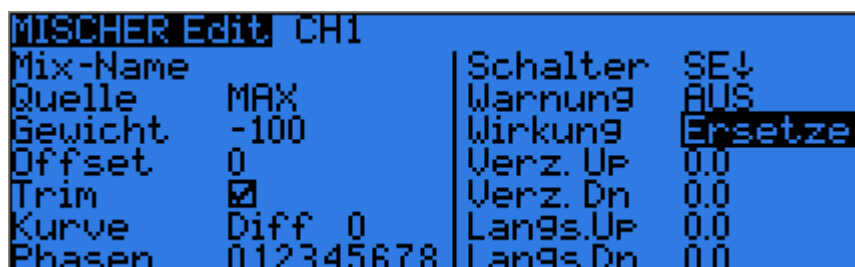 MISCHER Edit CH1
Mix-Name Schalter SE↓
Quelle MAX Warnung AUS
Gewicht -100 Wirkung Ersetze
Offset 0 Verz. Up 0.0
Trim ☑ Verz. Dn 0.0
Kurve Diff 0 Langs.Up 0.0
Phasen 012345678 Langs.Dn 0.0